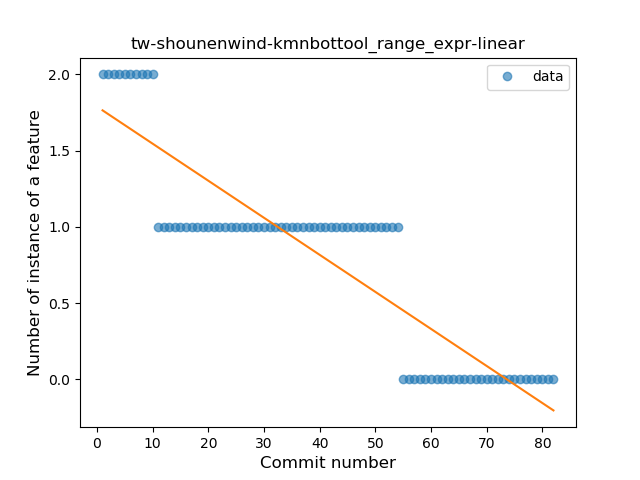 tw-shounenwind-kmnbottool_range_expr-linear
data
Number of instance of a feature
2.0
1.5
1.0
0.5
0.0
0 10 20 30 40 50 60 70 80
Commit number